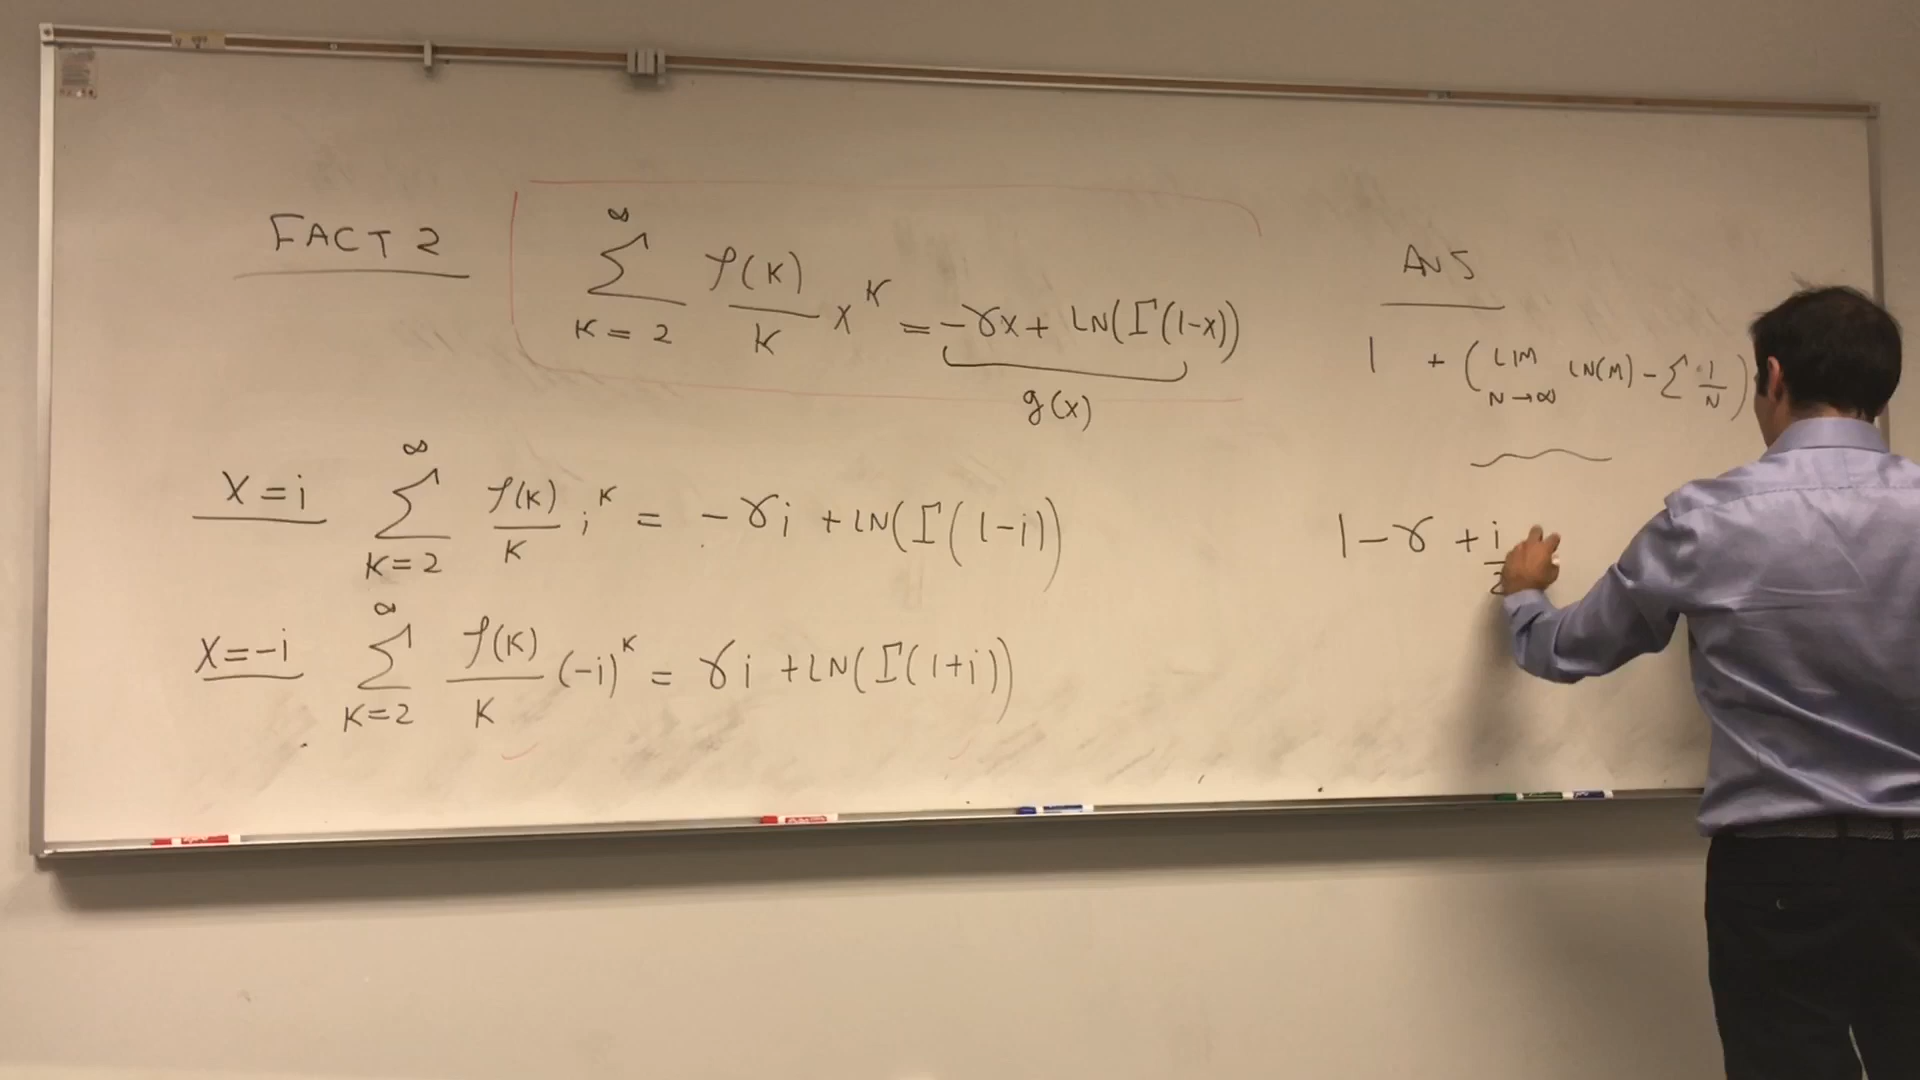 FACT 2
∞ Σ K=2 ζ(K)/K x^K = -γx + LN(Γ(1-x))
g(x)
x=i ∞ Σ K=2 ζ(K)/K i^K = -γi + LN(Γ(1-i))
x=-i ∞ Σ K=2 ζ(K)/K (-i)^K = γi + LN(Γ(1+i))
ANS
1 + (LIM N→∞ LN(M) - Σ 1/N)
1-γ + i/2